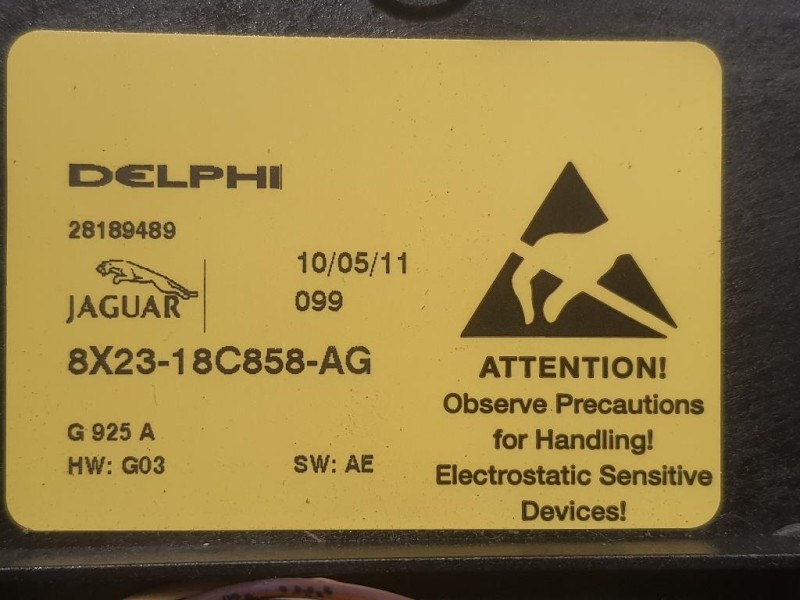 DELPHI
28189489
JAGUAR
10/05/11
099
8X23-18C858-AG
G 925 A
HW: G03
SW: AE
ATTENTION!
Observe Precautions
for Handling!
Electrostatic Sensitive
Devices!